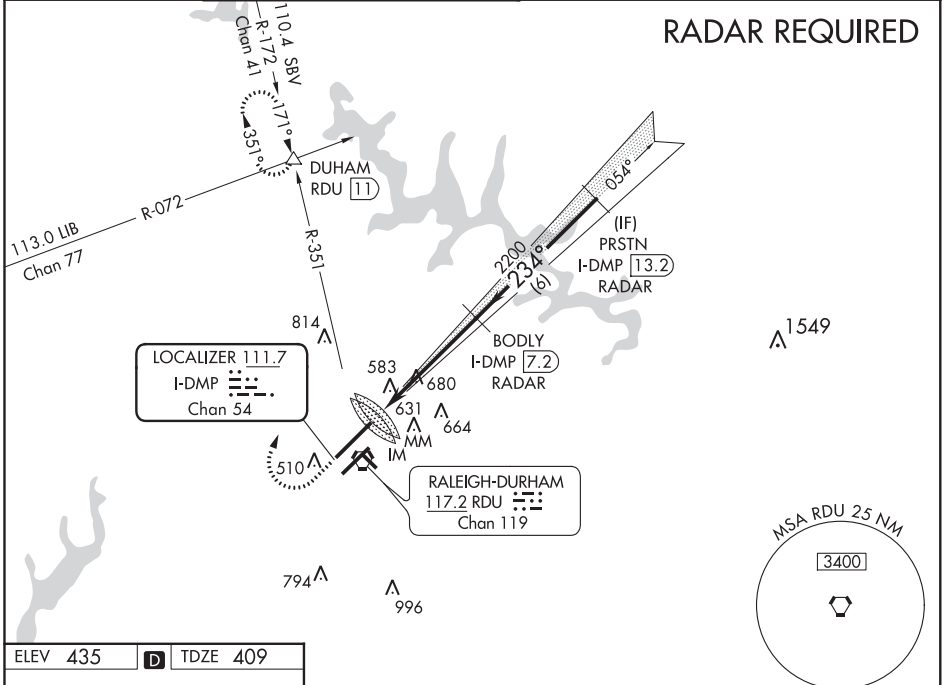 RADAR REQUIRED
110.4 SBV
R-172
Chan 41
171°
351°
DUHAM
RDU 11
R-072
113.0 LIB
Chan 77
R-351
054°
(IF)
PRSTN
I-DMP 13.2
RADAR
2200
234°
(6)
BODLY
I-DMP 7.2
RADAR
1549
814
LOCALIZER 111.7
I-DMP
Chan 54
583
680
631
664
MM
IM
510
RALEIGH-DURHAM
117.2 RDU
Chan 119
MSA RDU 25 NM
3400
794
996
ELEV 435 D TDZE 409